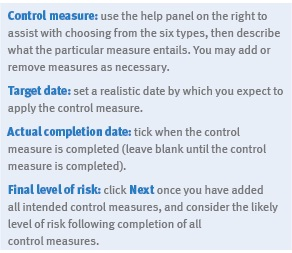 Control measure: use the help panel on the right to
assist with choosing from the six types, then describe
what the particular measure entails. You may add or
remove measures as necessary.
Target date: set a realistic date by which you expect to
apply the control measure.
Actual completion date: tick when the control
measure is completed (leave blank until the control
measure is completed).
Final level of risk: click Next once you have added
all intended control measures, and consider the likely
level of risk following completion of all
control measures.